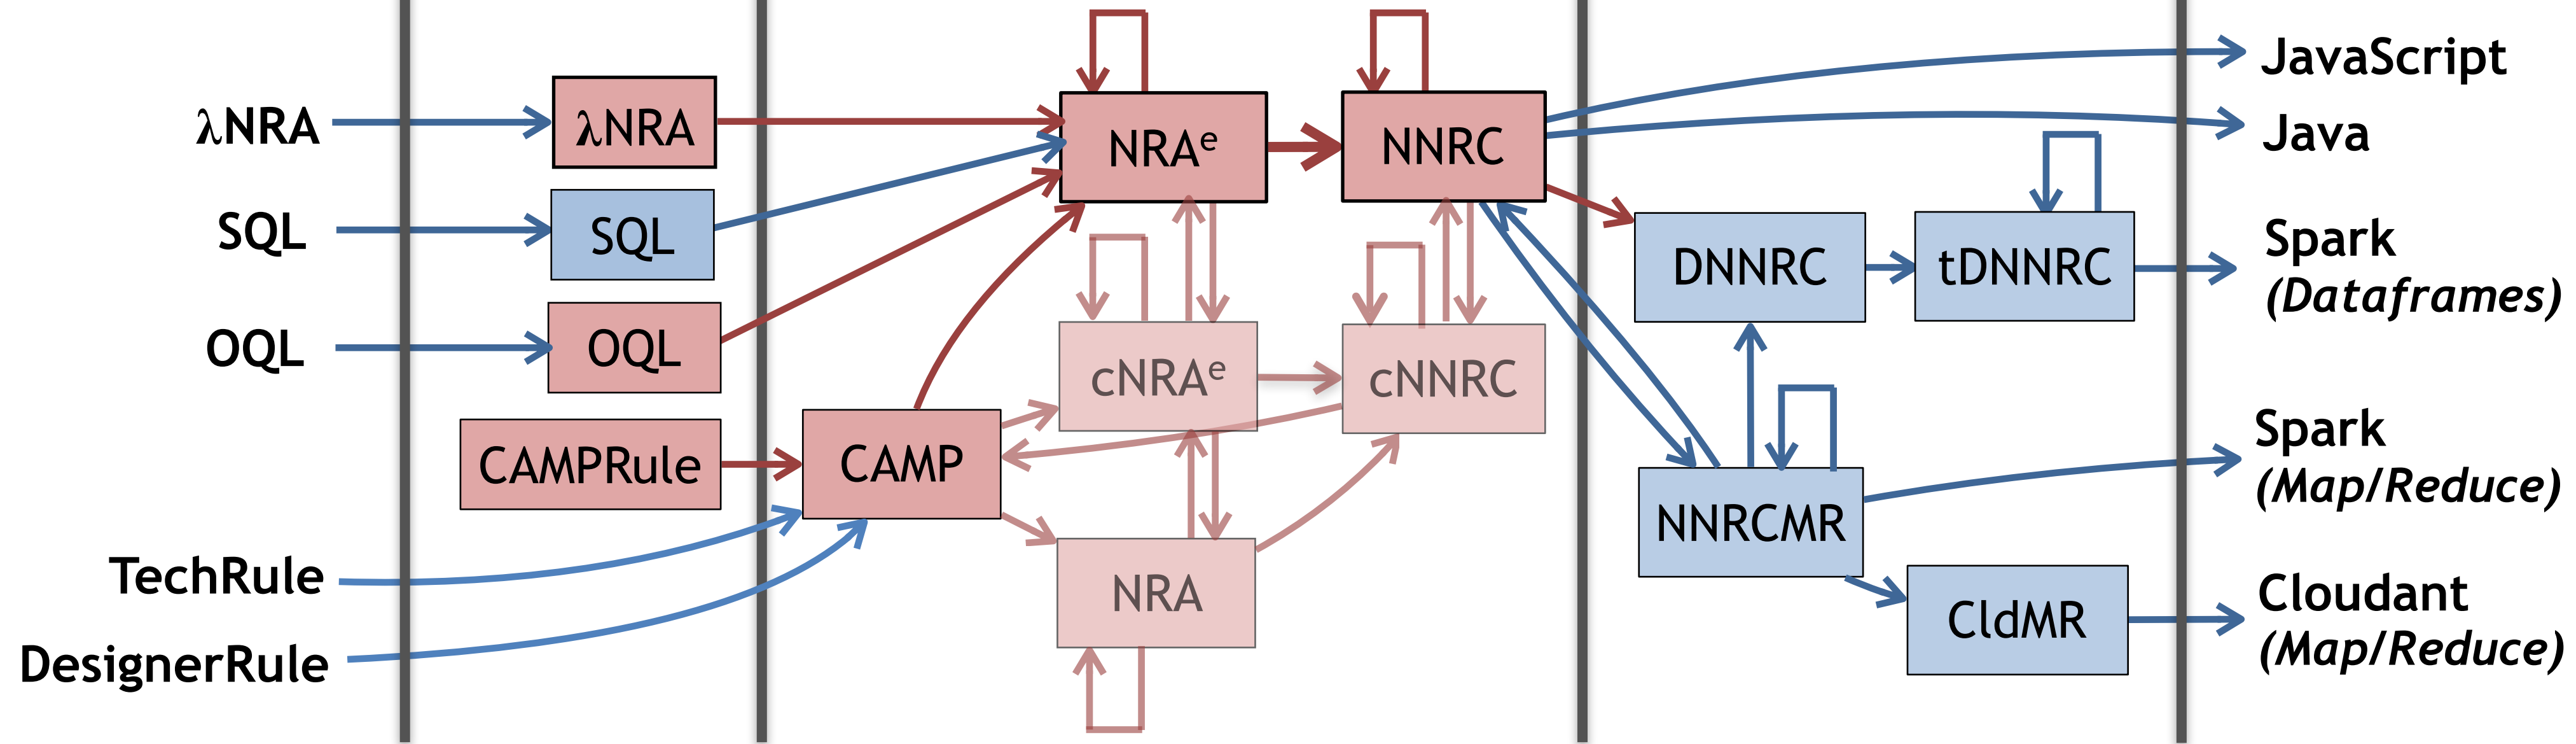 λNRA
SQL
OQL
TechRule
DesignerRule
λNRA
SQL
OQL
CAMPRule
CAMP
NRAᵉ
NNRC
cNRAᵉ
cNNRC
NRA
DNNRC
tDNNRC
NNRCMR
CldMR
JavaScript
Java
Spark
(Dataframes)
Spark
(Map/Reduce)
Cloudant
(Map/Reduce)